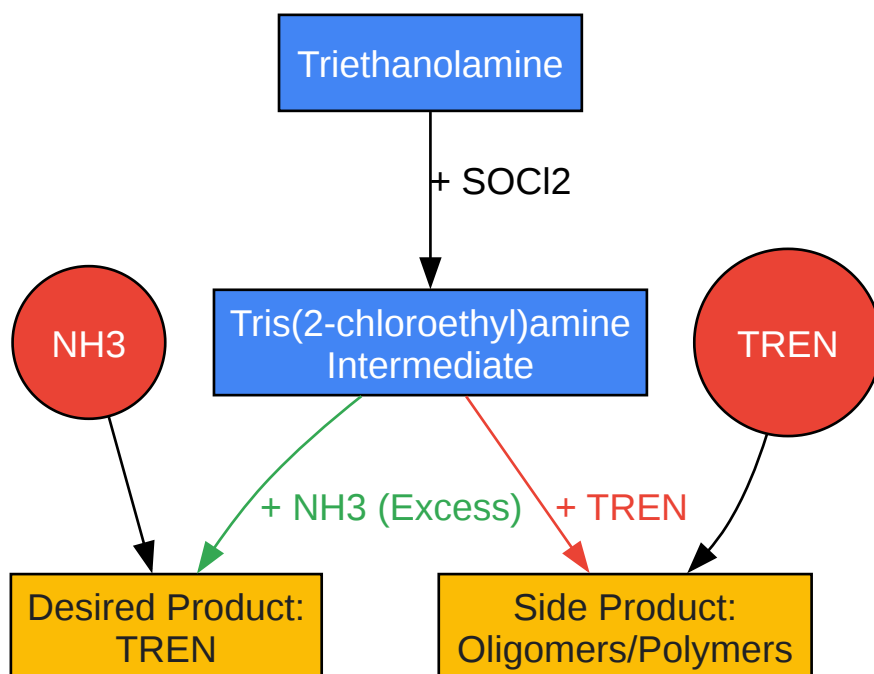 Triethanolamine
+ SOCl2
NH3
Tris(2-chloroethyl)amine
Intermediate
TREN
+ NH3 (Excess)
+ TREN
Desired Product:
TREN
Side Product:
Oligomers/Polymers